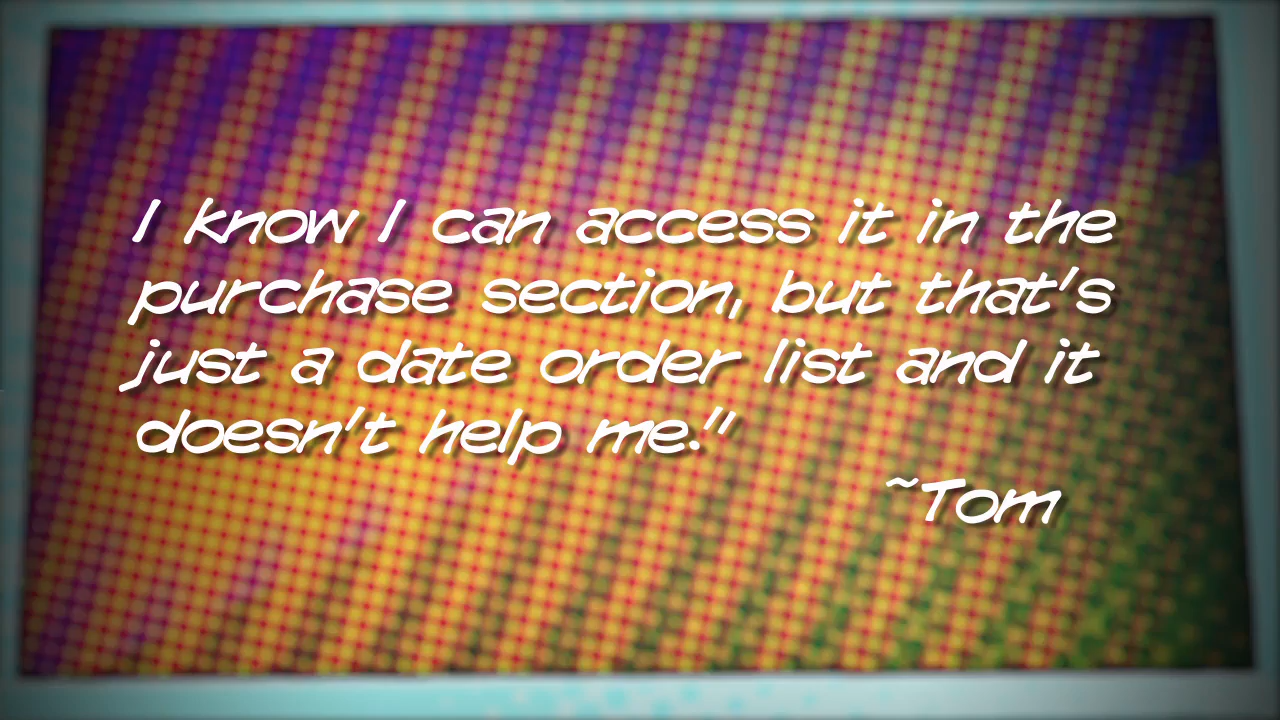 I know I can access it in the
purchase section, but that's
just a date order list and it
doesn't help me."
~Tom